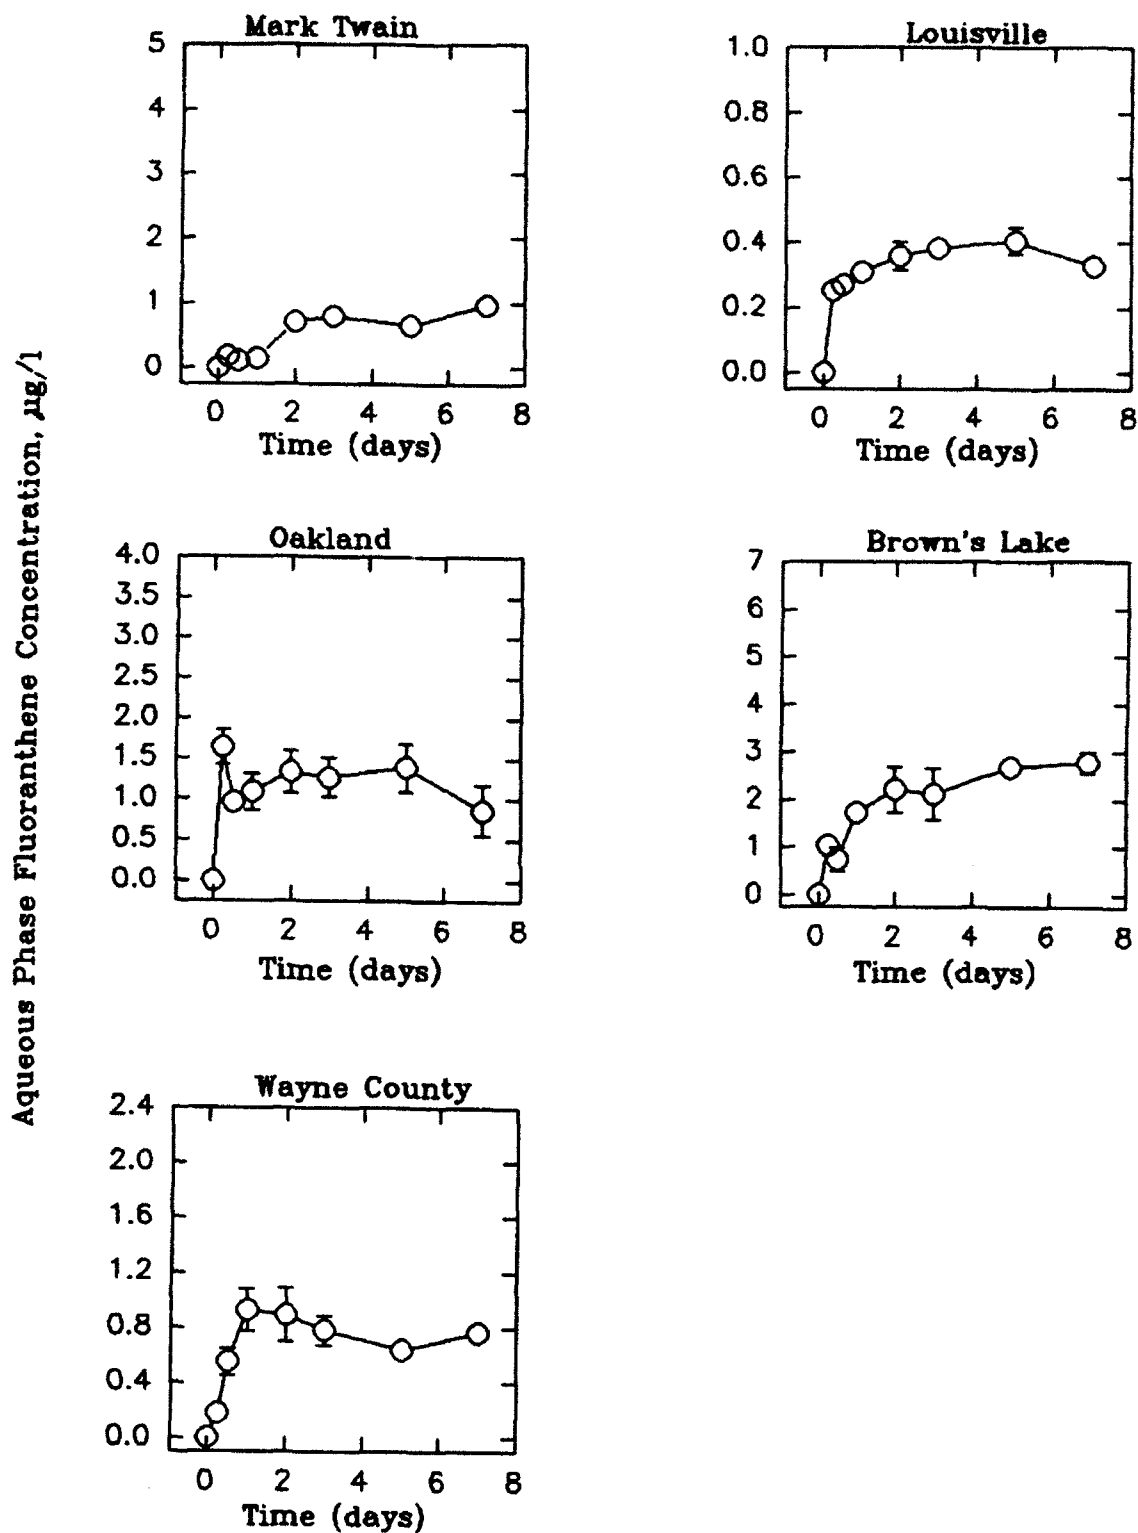 Aqueous Phase Fluoranthene Concentration, µg/l
Mark Twain
5
4
3
2
1
0
0 2 4 6 8
Time (days)
Louisville
1.0
0.8
0.6
0.4
0.2
0.0
0 2 4 6 8
Time (days)
Oakland
4.0
3.5
3.0
2.5
2.0
1.5
1.0
0.5
0.0
0 2 4 6 8
Time (days)
Brown's Lake
7
6
5
4
3
2
1
0
0 2 4 6 8
Time (days)
Wayne County
2.4
2.0
1.6
1.2
0.8
0.4
0.0
0 2 4 6 8
Time (days)